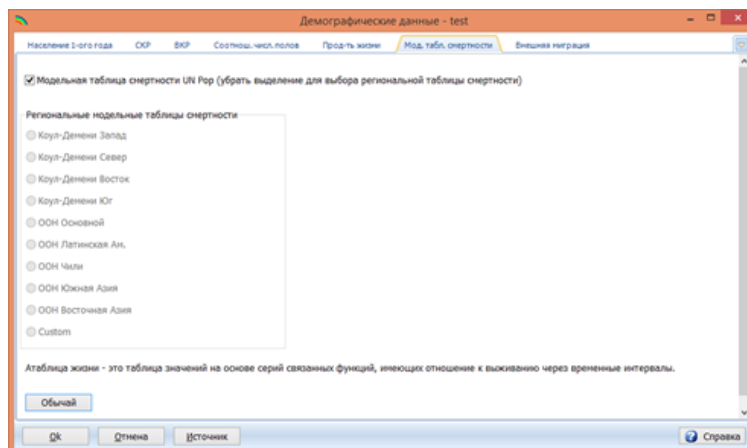 Демографические данные - test
Население 1-ого года СКР ВКР Соотнош.числ.полов Прод-ть жизни Мод. табл. смертности Внешняя миграция
Модельная таблица смертности UN Pop (убрать выделение для выбора региональной таблицы смертности)
Региональные модельные таблицы смертности
Коул-Демени Запад
Коул-Демени Север
Коул-Демени Восток
Коул-Демени Юг
ООН Основной
ООН Латинская Ам.
ООН Чили
ООН Южная Азия
ООН Восточная Азия
Custom
Атаблица жизни - это таблица значений на основе серий связанных функций, имеющих отношение к выживанию через временные интервалы.
Обычай
Ok Отмена Источник Справка